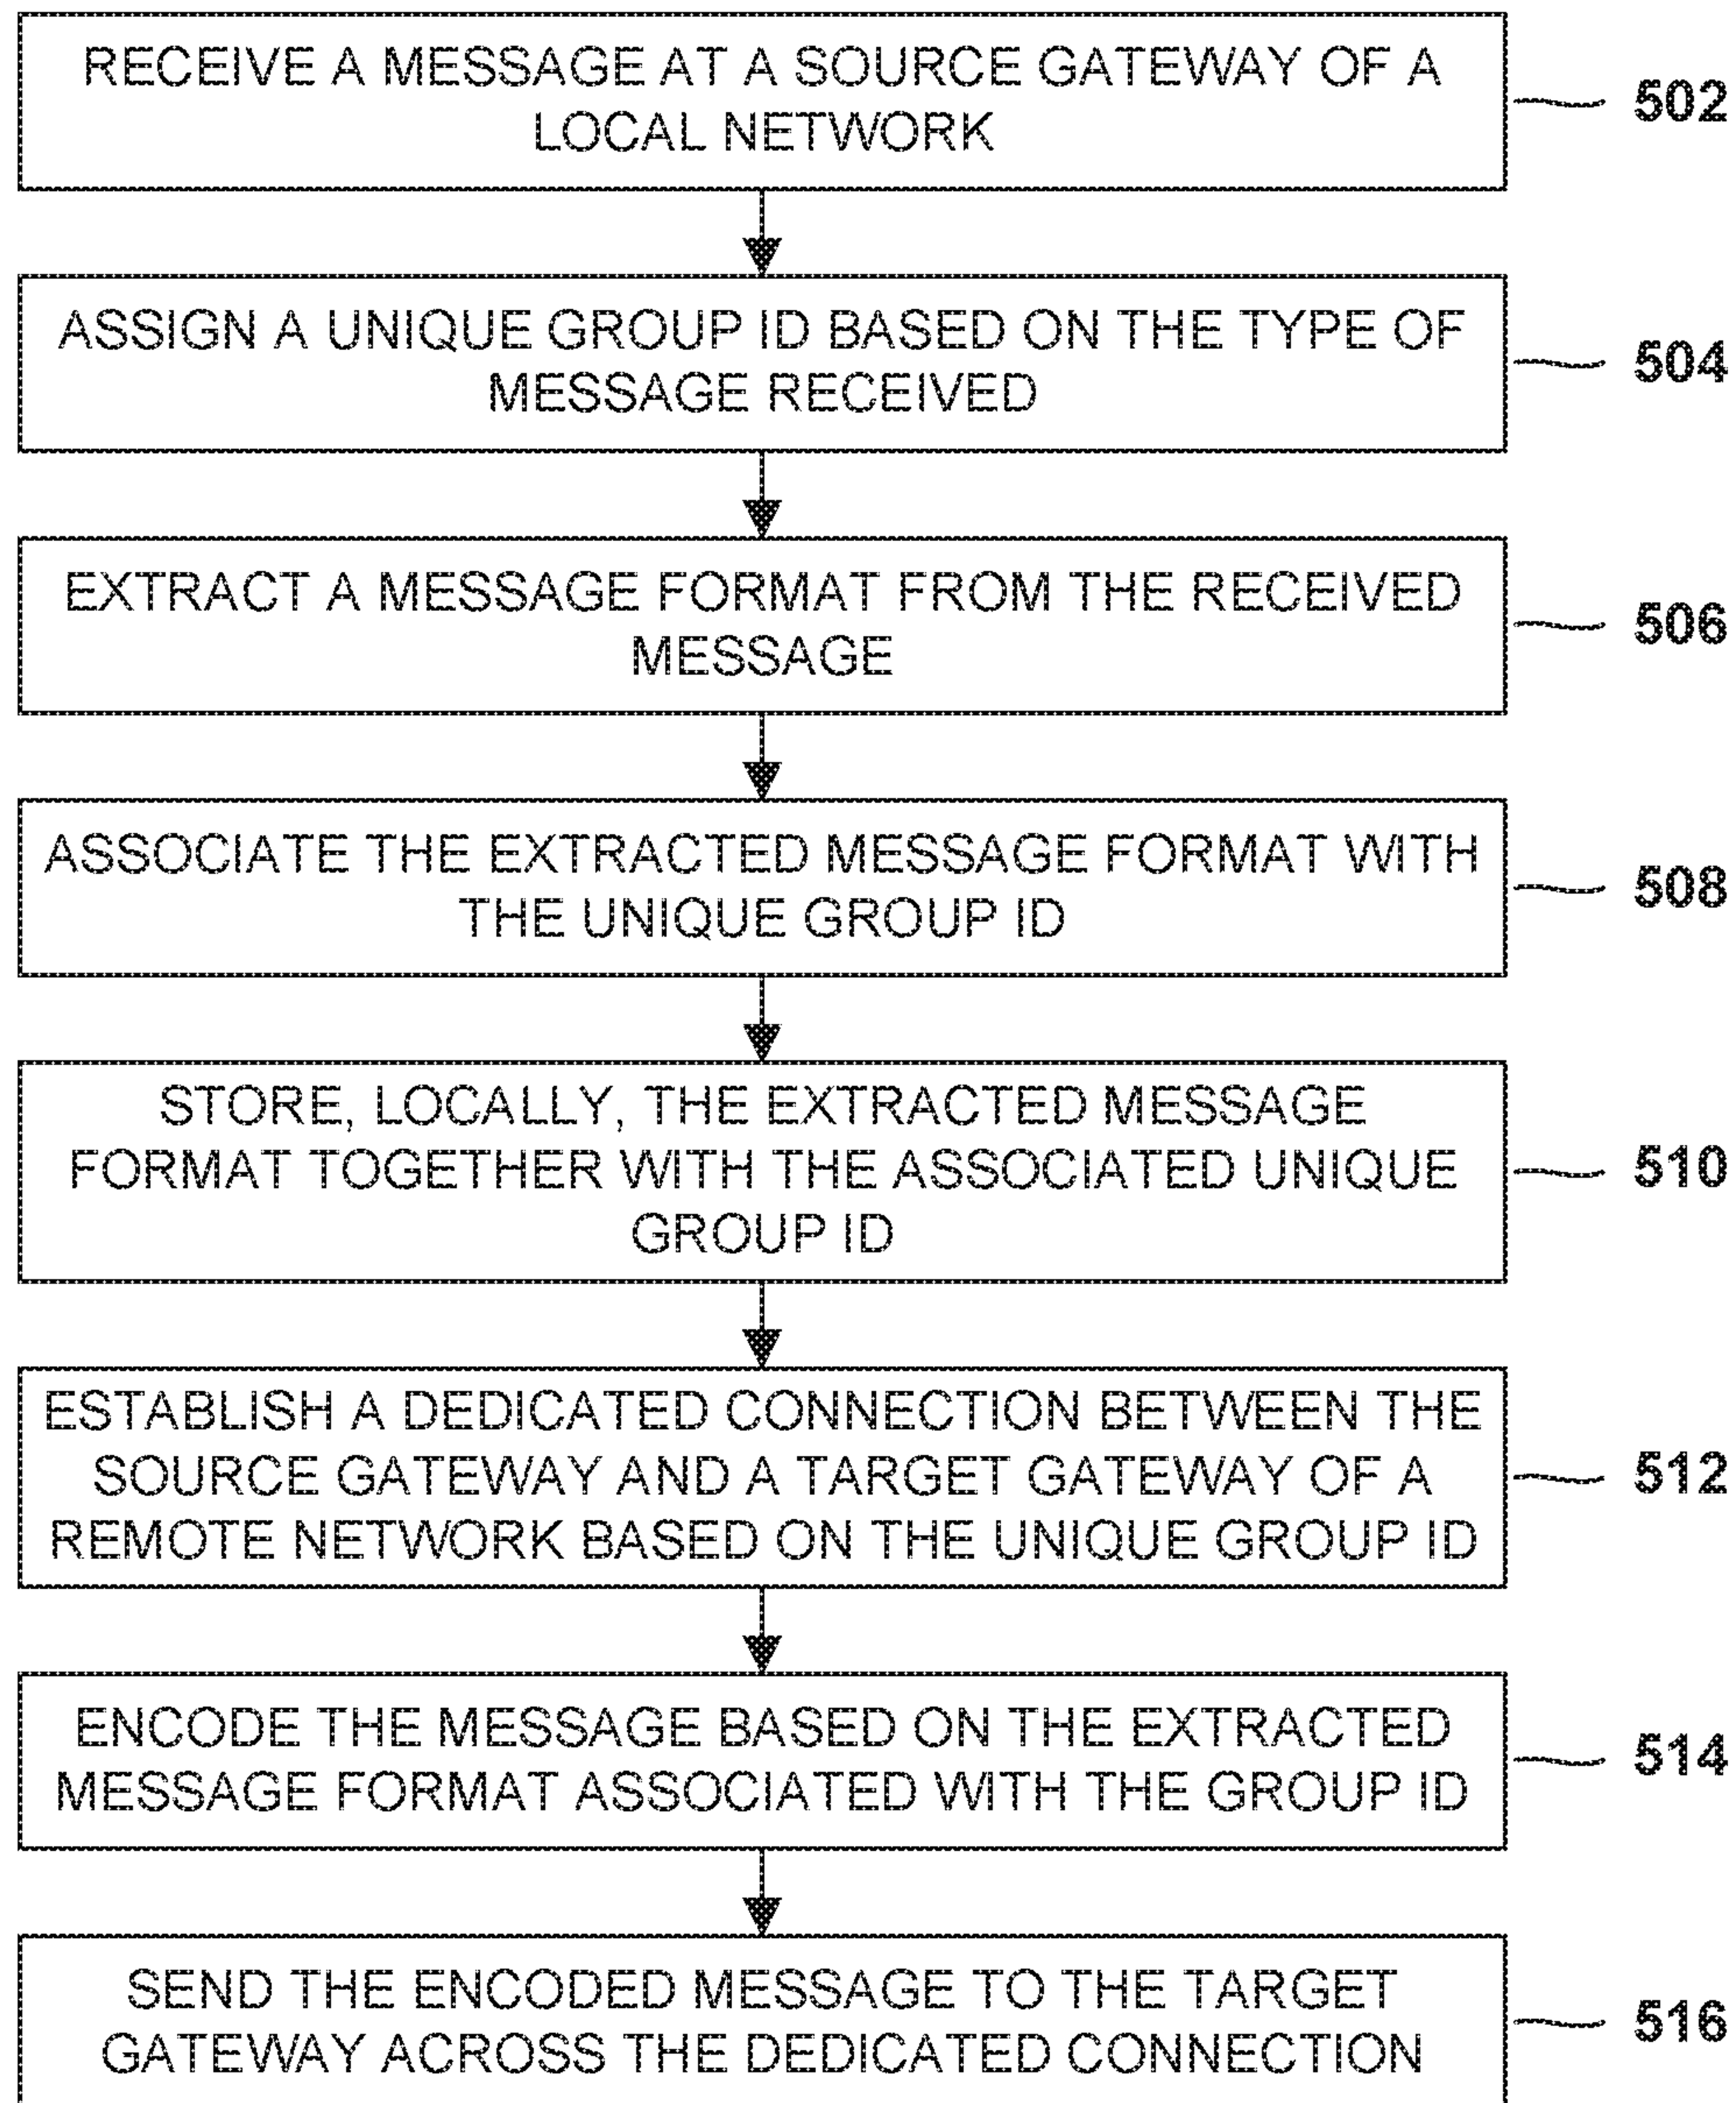 RECEIVE A MESSAGE AT A SOURCE GATEWAY OF A
LOCAL NETWORK
502
ASSIGN A UNIQUE GROUP ID BASED ON THE TYPE OF
MESSAGE RECEIVED
504
EXTRACT A MESSAGE FORMAT FROM THE RECEIVED
MESSAGE
506
ASSOCIATE THE EXTRACTED MESSAGE FORMAT WITH
THE UNIQUE GROUP ID
508
STORE, LOCALLY, THE EXTRACTED MESSAGE
FORMAT TOGETHER WITH THE ASSOCIATED UNIQUE
GROUP ID
510
ESTABLISH A DEDICATED CONNECTION BETWEEN THE
SOURCE GATEWAY AND A TARGET GATEWAY OF A
REMOTE NETWORK BASED ON THE UNIQUE GROUP ID
512
ENCODE THE MESSAGE BASED ON THE EXTRACTED
MESSAGE FORMAT ASSOCIATED WITH THE GROUP ID
514
SEND THE ENCODED MESSAGE TO THE TARGET
GATEWAY ACROSS THE DEDICATED CONNECTION
516